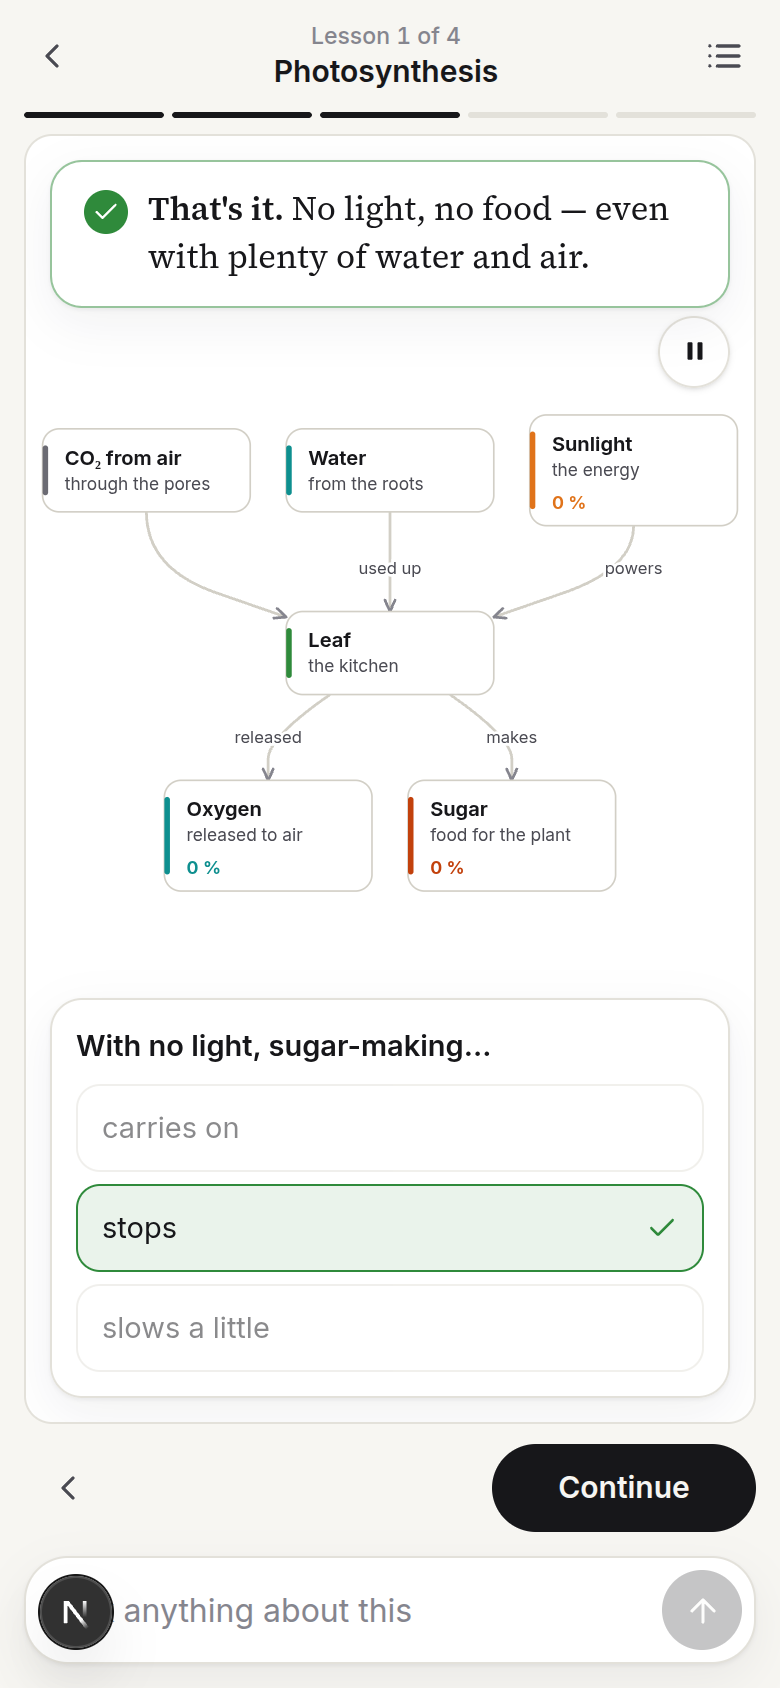 Lesson 1 of 4
Photosynthesis
That's it. No light, no food — even
with plenty of water and air.
CO₂ from air
through the pores
Water
from the roots
Sunlight
the energy
0 %
used up
powers
Leaf
the kitchen
released
makes
Oxygen
released to air
0 %
Sugar
food for the plant
0 %
With no light, sugar-making...
carries on
stops
slows a little
Continue
N
anything about this